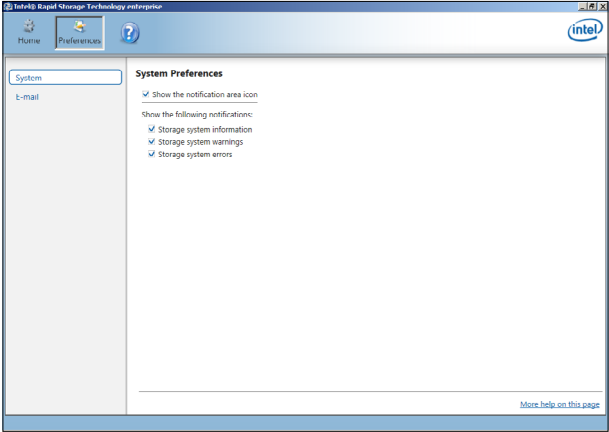 Intel® Rapid Storage Technology enterprise
Home
Preferences
?
intel
System
E-mail
System Preferences
Show the notification area icon
Show the following notifications:
Storage system information
Storage system warnings
Storage system errors
More help on this page